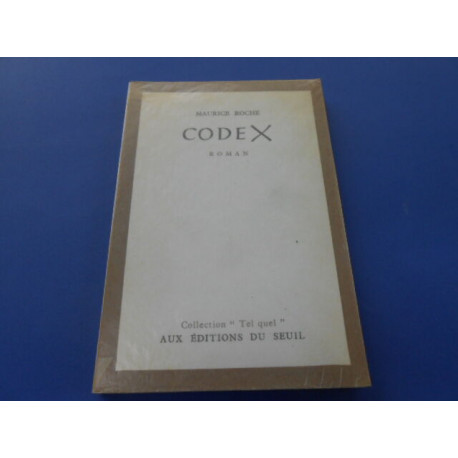 MAURICE ROCHE
CODEX
ROMAN
Collection " Tel quel "
AUX ÉDITIONS DU SEUIL